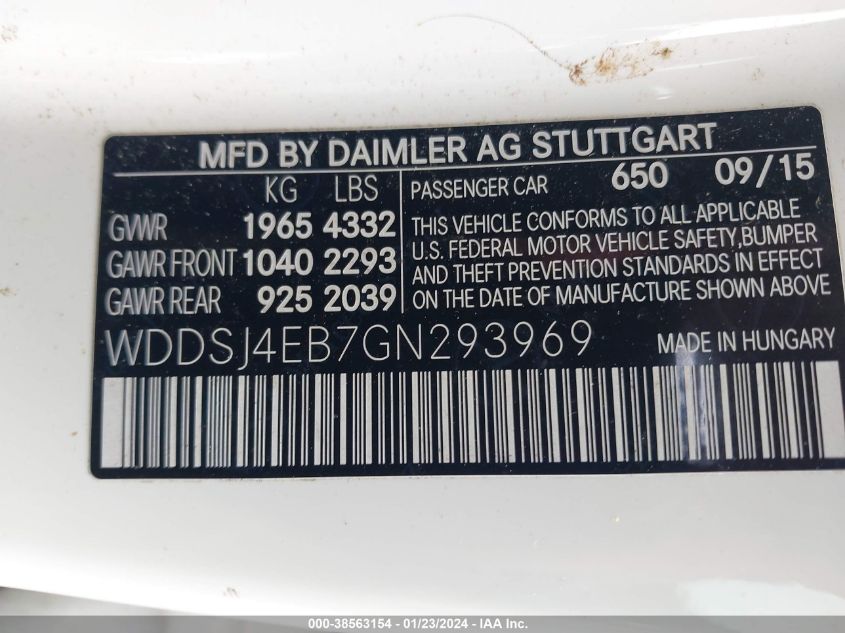 MFD BY DAIMLER AG STUTTGART
KG LBS
GVWR 1965 4332
GAWR FRONT 1040 2293
GAWR REAR 925 2039
PASSENGER CAR 650 09/15
THIS VEHICLE CONFORMS TO ALL APPLICABLE
U.S. FEDERAL MOTOR VEHICLE SAFETY, BUMPER
AND THEFT PREVENTION STANDARDS IN EFFECT
ON THE DATE OF MANUFACTURE SHOWN ABOVE
WDDSJ4EB7GN293969 MADE IN HUNGARY
000-38563154 - 01/23/2024 - IAA Inc.